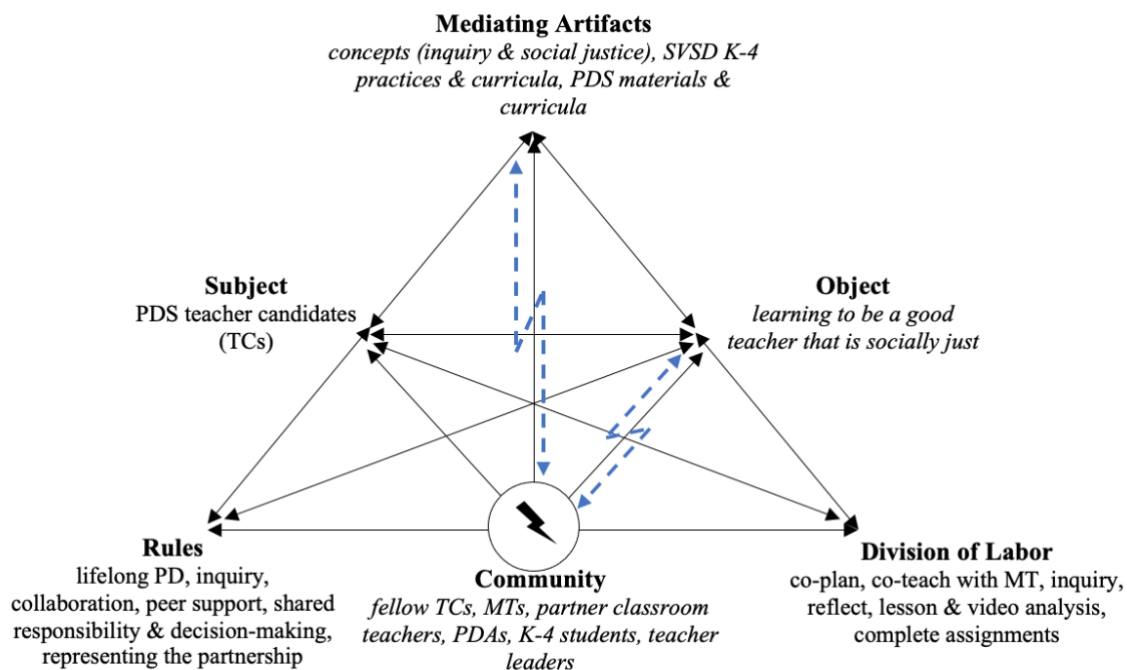 Mediating Artifacts
concepts (inquiry & social justice), SVSD K-4
practices & curricula, PDS materials &
curricula
Subject
PDS teacher candidates
(TCs)
Object
learning to be a good
teacher that is socially just
Rules
lifelong PD, inquiry,
collaboration, peer support, shared
responsibility & decision-making,
representing the partnership
Community
fellow TCs, MTs, partner classroom
teachers, PDAs, K-4 students, teacher
leaders
Division of Labor
co-plan, co-teach with MT, inquiry,
reflect, lesson & video analysis,
complete assignments